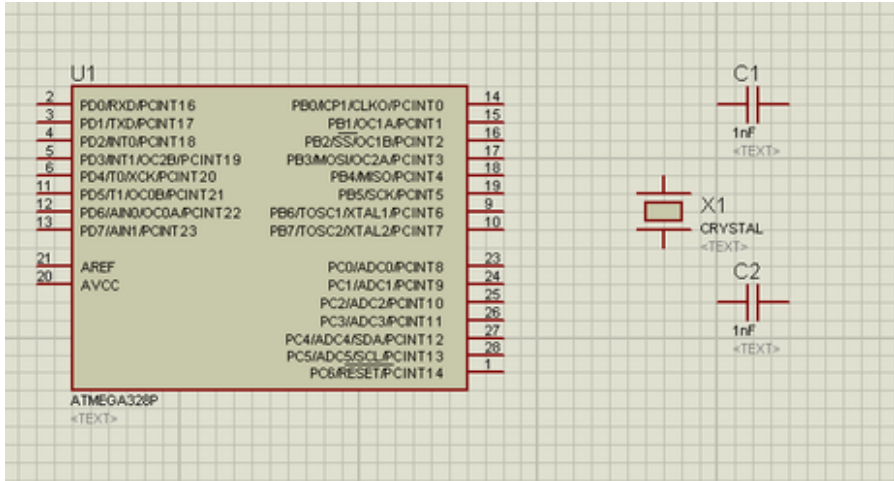 U1
2 PD0/RXD/PCINT16
3 PD1/TXD/PCINT17
4 PD2/INT0/PCINT18
5 PD3/INT1/OC2B/PCINT19
6 PD4/T0/XCK/PCINT20
11 PD5/T1/OC0B/PCINT21
12 PD6/AIN0/OC0A/PCINT22
13 PD7/AIN1/PCINT23
21 AREF
20 AVCC
PB0/ICP1/CLKO/PCINT0 14
PB1/OC1A/PCINT1 15
PB2/SS/OC1B/PCINT2 16
PB3/MOSI/OC2A/PCINT3 17
PB4/MISO/PCINT4 18
PB5/SCK/PCINT5 19
PB6/TOSC1/XTAL1/PCINT6 9
PB7/TOSC2/XTAL2/PCINT7 10
PC0/ADC0/PCINT8 23
PC1/ADC1/PCINT9 24
PC2/ADC2/PCINT10 25
PC3/ADC3/PCINT11 26
PC4/ADC4/SDA/PCINT12 27
PC5/ADC5/SCL/PCINT13 28
PC6/RESET/PCINT14 1
ATMEGA328P
<TEXT>
C1
1nF
<TEXT>
X1
CRYSTAL
<TEXT>
C2
1nF
<TEXT>